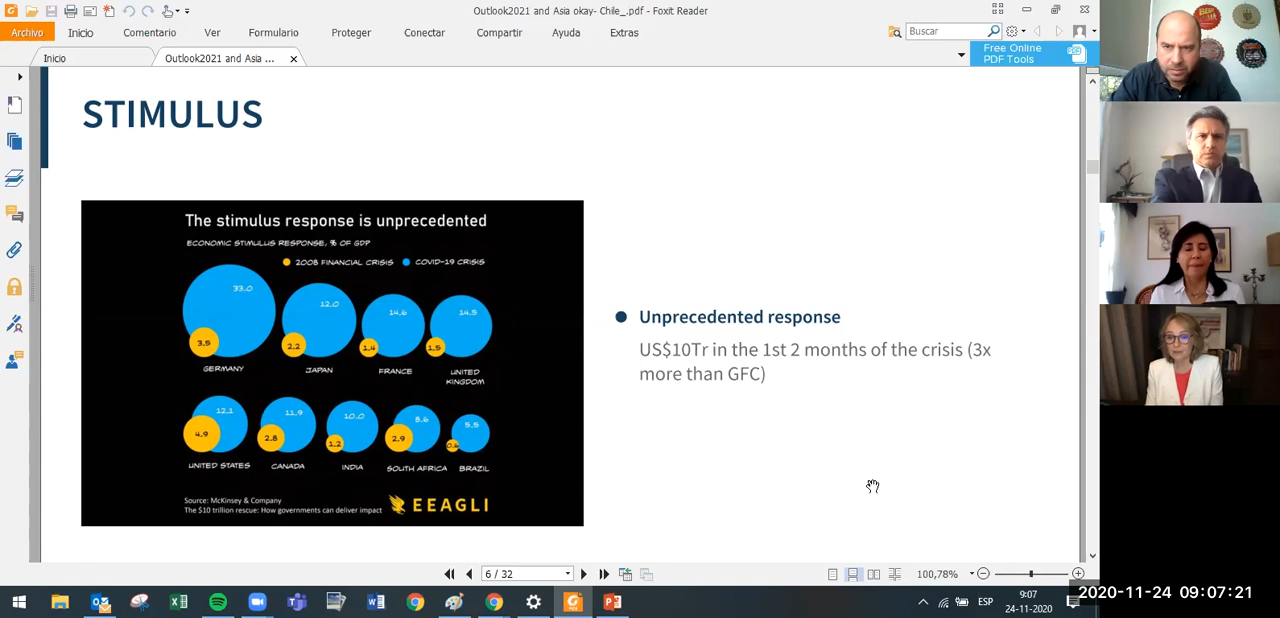 Outlook2021 and Asia okay- Chile_.pdf - Foxit Reader
Archivo Inicio Comentario Ver Formulario Proteger Conectar Compartir Ayuda Extras Buscar
Inicio Outlook2021 and Asia ... Free Online
PDF Tools
STIMULUS
The stimulus response is unprecedented
ECONOMIC STIMULUS RESPONSE, % OF GDP
2008 FINANCIAL CRISIS COVID-19 CRISIS
33.0 12.0 14.6 14.5
3.5 2.2 1.4 1.5
GERMANY JAPAN FRANCE UNITED
KINGDOM
12.1 11.9 10.0 8.6 5.5
4.9 2.8 1.2 2.9
UNITED STATES CANADA INDIA SOUTH AFRICA BRAZIL
Source: McKinsey & Company
The $10 trillion rescue: How governments can deliver impact
EEAGLI
Unprecedented response
US$10Tr in the 1st 2 months of the crisis (3x
more than GFC)
6 / 32 100,78%
ESP 9:07
24-11-2020
2020-11-24 09:07:21